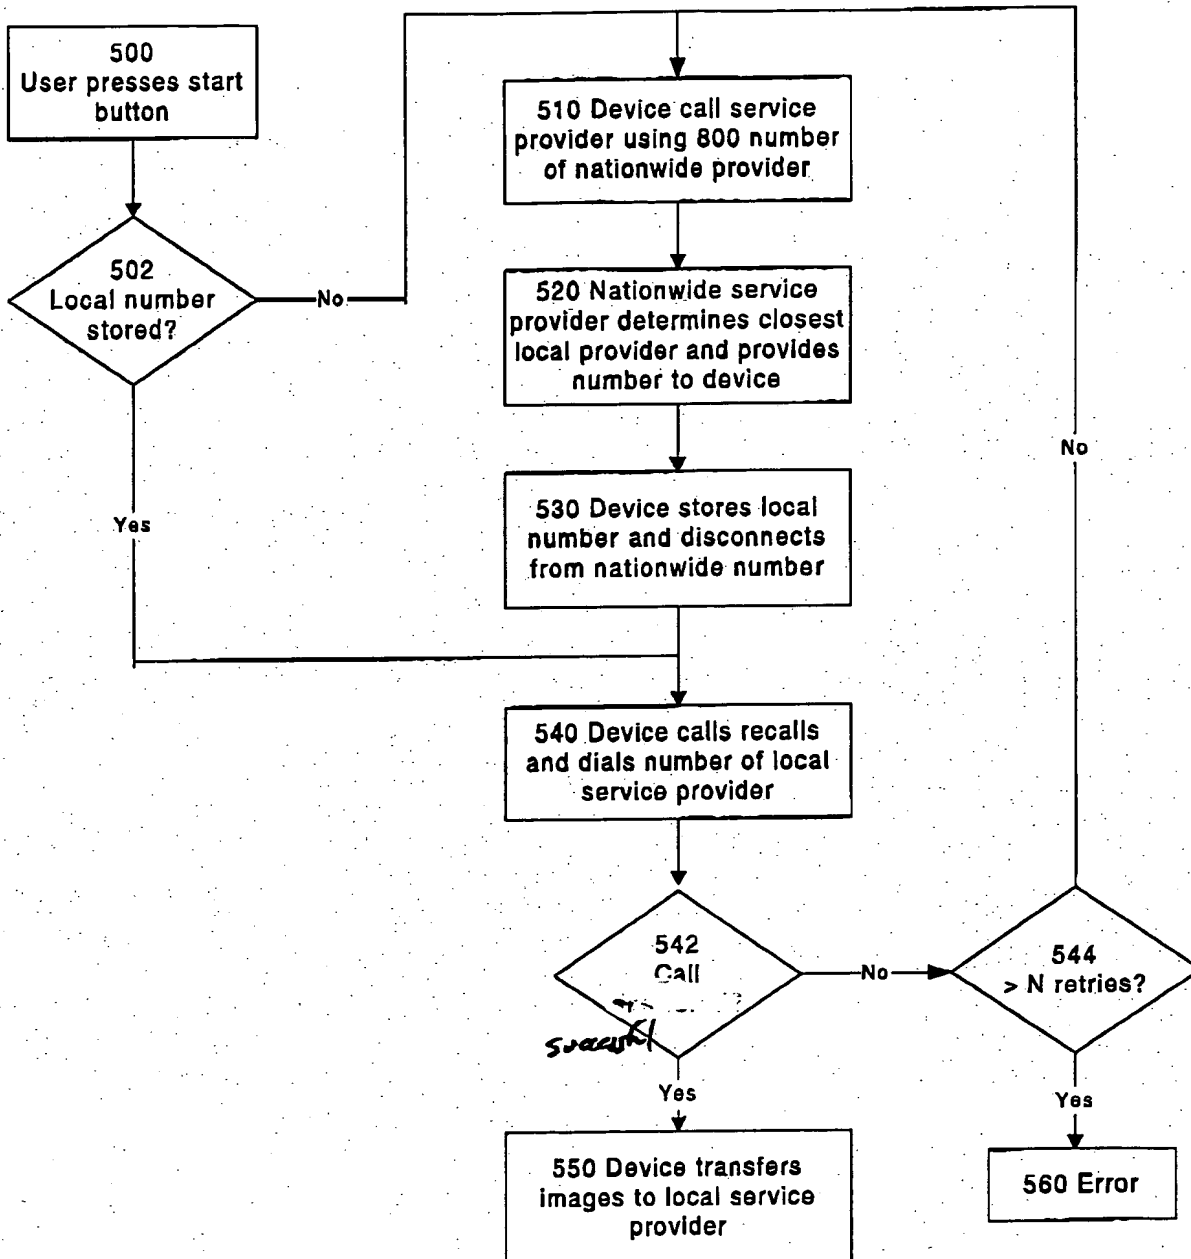 500
User presses start
button
502
Local number
stored?
No
Yes
510 Device call service
provider using 800 number
of nationwide provider
520 Nationwide service
provider determines closest
local provider and provides
number to device
530 Device stores local
number and disconnects
from nationwide number
540 Device calls recalls
and dials number of local
service provider
542
Call
successful
No
Yes
544
> N retries?
No
Yes
550 Device transfers
images to local service
provider
560 Error